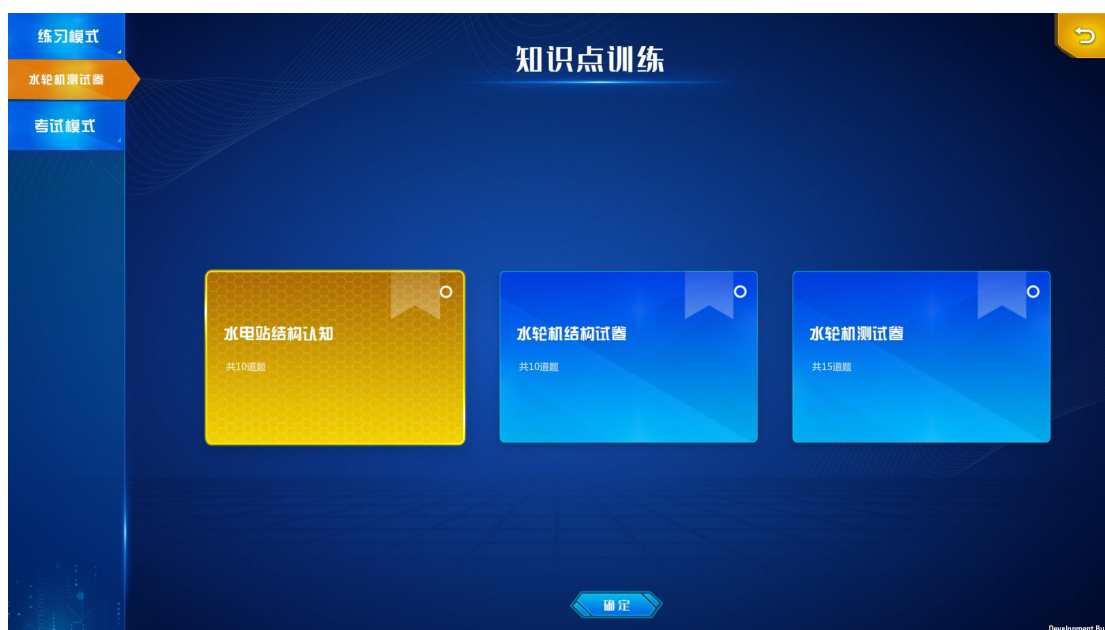 练习模式
水轮机测试卷
考试模式
知识点训练
水电站结构认知
共10道题
水轮机结构试卷
共10道题
水轮机测试卷
共15道题
确定
Development Bu